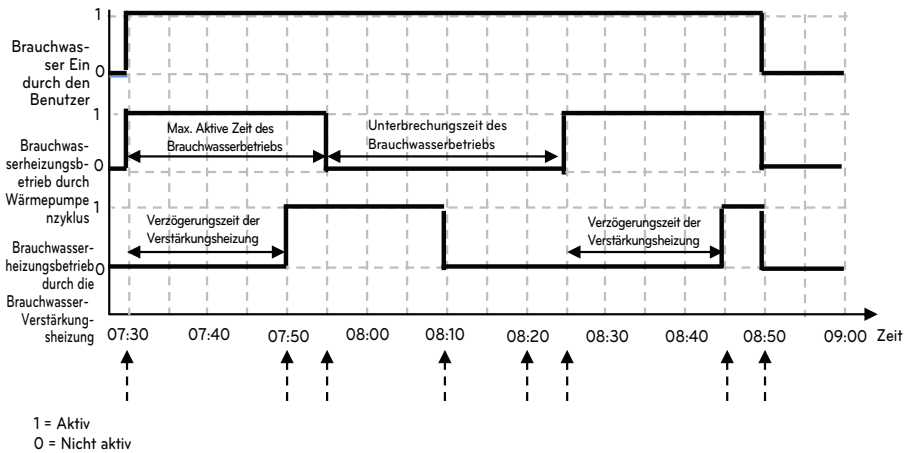 1
Brauchwas-
ser Ein
durch den
Benutzer
0
1
Max. Aktive Zeit des
Brauchwasserbetriebs
Unterbrechungszeit des
Brauchwasserbetriebs
Brauchwas-
serheizungsb-
etrieb durch
Wärmepumpe
nzyklus
0
1
Verzögerungszeit der
Verstärkungsheizung
Verzögerungszeit der
Verstärkungsheizung
Brauchwasser-
heizungsbetrieb
durch die
Brauchwasser-
Verstärkung-
sheizung
0
07:30 07:40 07:50 08:00 08:10 08:20 08:30 08:40 08:50 09:00 Zeit
1 = Aktiv
0 = Nicht aktiv